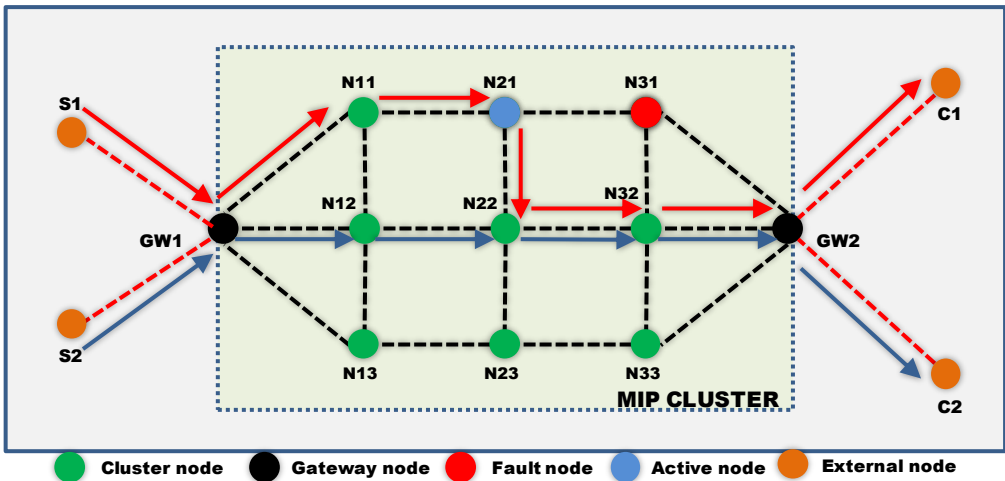 N11
N21
N31
S1
C1
N12
N22
N32
GW1
GW2
S2
N13
N23
N33
MIP CLUSTER
C2
Cluster node
Gateway node
Fault node
Active node
External node